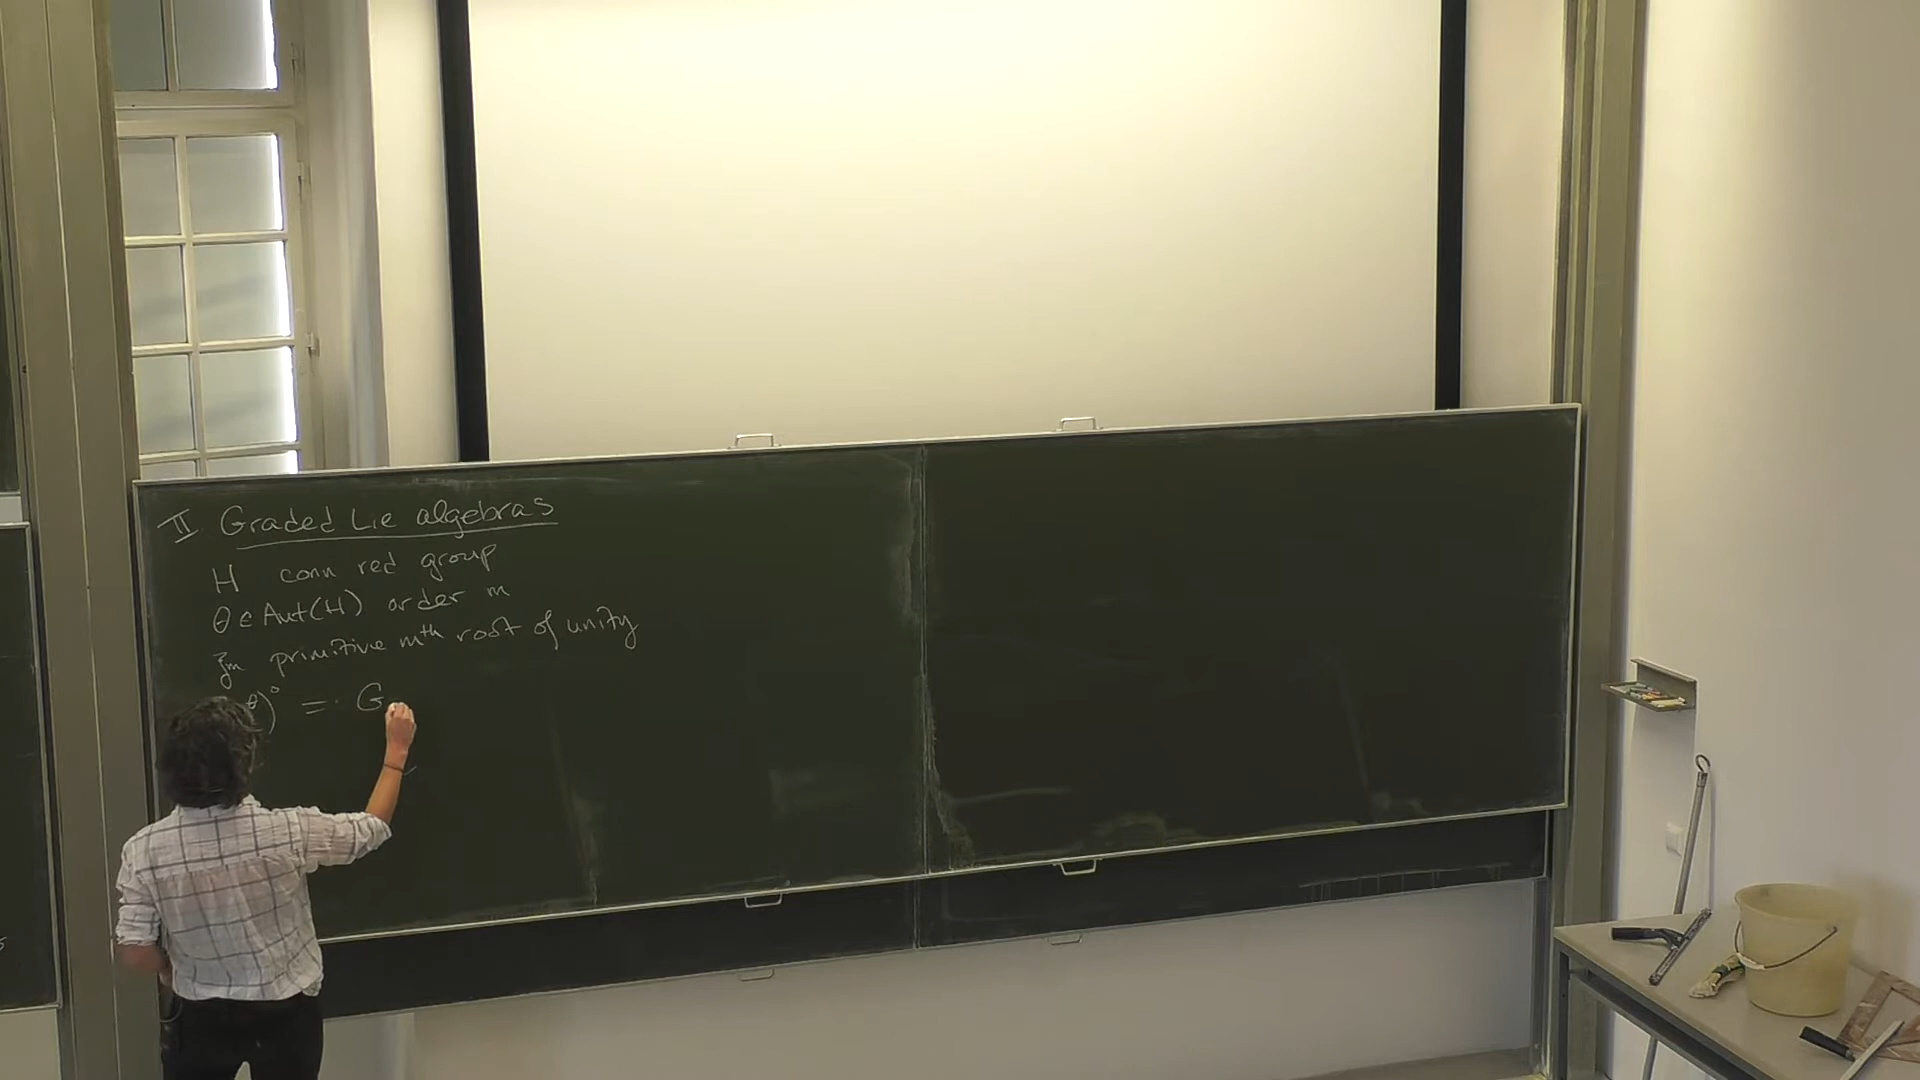 II. Graded Lie algebras
H conn red group
θ ∈ Aut(H) order m
ζm primitive mth root of unity
θ)° =: G